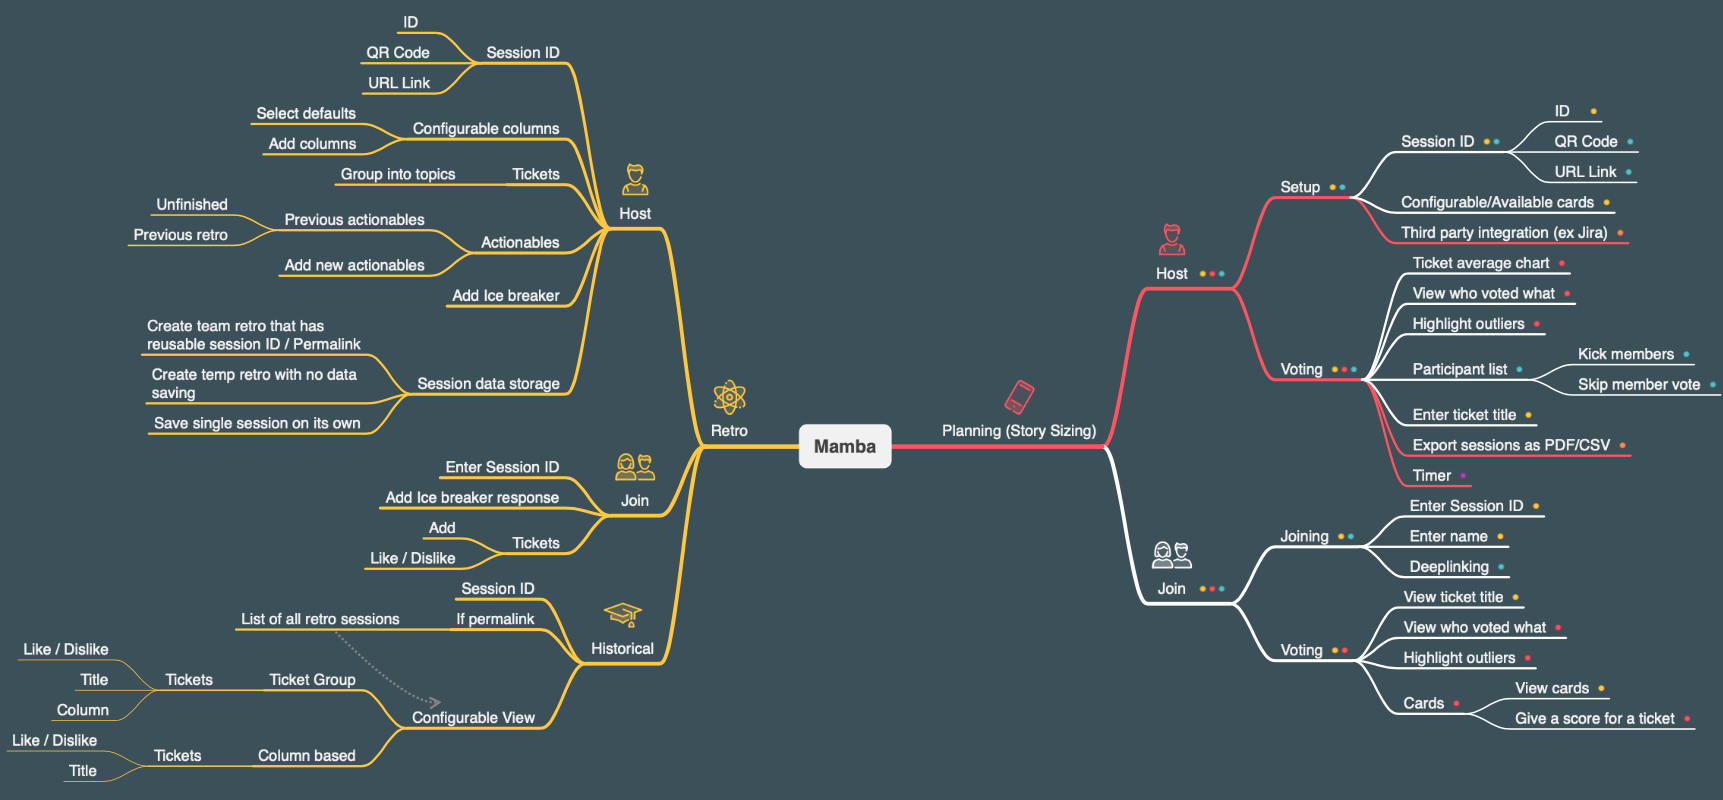 Mamba
Retro
Host
Session ID
ID
QR Code
URL Link
Configurable columns
Select defaults
Add columns
Tickets
Group into topics
Actionables
Previous actionables
Unfinished
Previous retro
Add new actionables
Add Ice breaker
Session data storage
Create team retro that has
reusable session ID / Permalink
Create temp retro with no data
saving
Save single session on its own
Join
Enter Session ID
Add Ice breaker response
Tickets
Add
Like / Dislike
Historical
Session ID
If permalink
List of all retro sessions
Configurable View
Ticket Group
Tickets
Like / Dislike
Title
Column
Column based
Tickets
Like / Dislike
Title
Planning (Story Sizing)
Host
Setup
Session ID
ID
QR Code
URL Link
Configurable/Available cards
Third party integration (ex Jira)
Voting
Ticket average chart
View who voted what
Highlight outliers
Participant list
Kick members
Skip member vote
Enter ticket title
Export sessions as PDF/CSV
Timer
Join
Joining
Enter Session ID
Enter name
Deeplinking
Voting
View ticket title
View who voted what
Highlight outliers
Cards
View cards
Give a score for a ticket